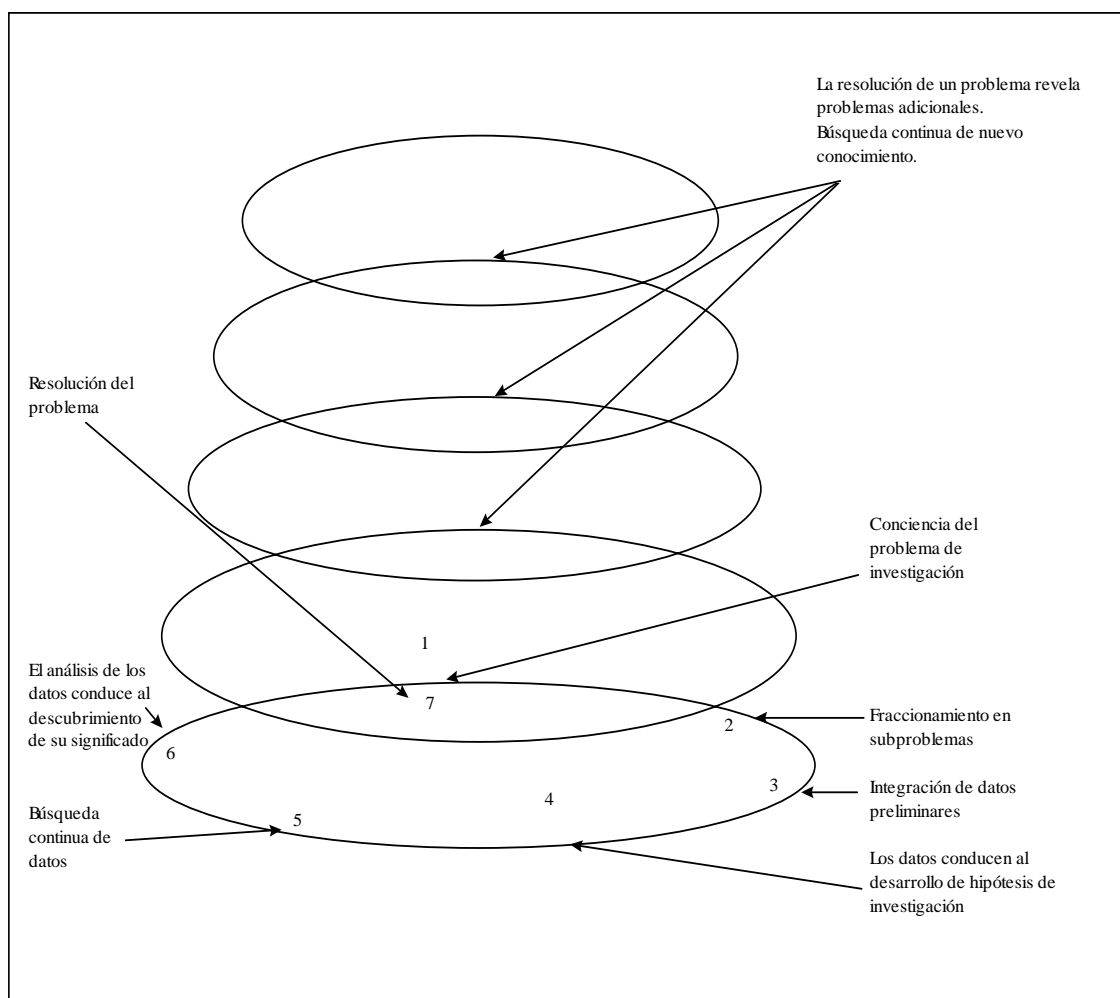 La resolución de un problema revela
problemas adicionales.
Búsqueda continua de nuevo
conocimiento.
Resolución del
problema
Conciencia del
problema de
investigación
1
El análisis de los
datos conduce al
descubrimiento
de su significado
7
2
Fraccionamiento en
subproblemas
6
3
Integración de datos
preliminares
4
5
Búsqueda
continua de
datos
Los datos conducen al
desarrollo de hipótesis de
investigación